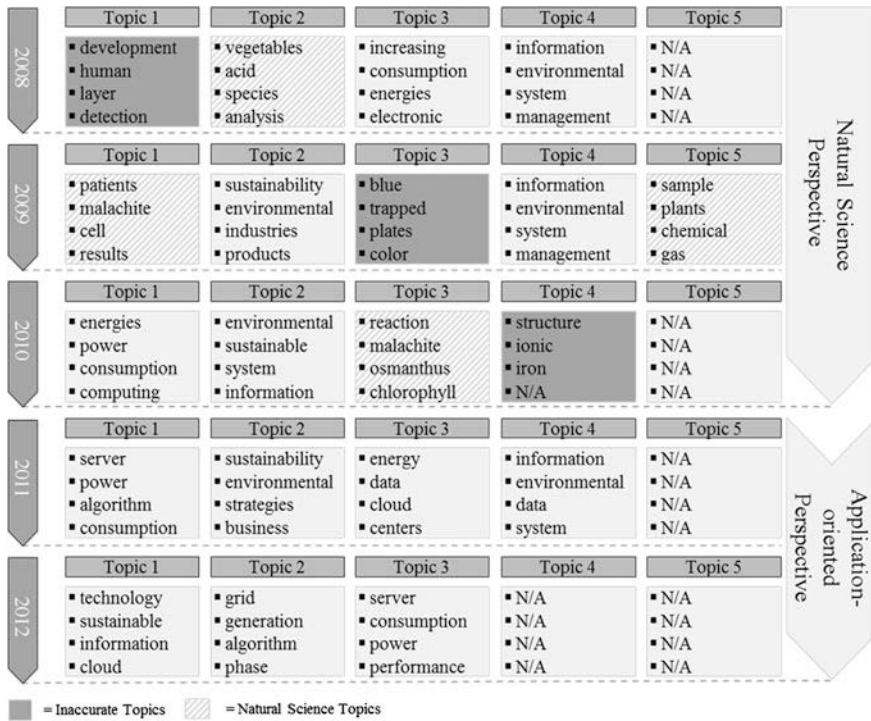 Topic 1 Topic 2 Topic 3 Topic 4 Topic 5
2008
▪ development ▪ vegetables ▪ increasing ▪ information ▪ N/A
▪ human ▪ acid ▪ consumption ▪ environmental ▪ N/A
▪ layer ▪ species ▪ energies ▪ system ▪ N/A
▪ detection ▪ analysis ▪ electronic ▪ management ▪ N/A
Topic 1 Topic 2 Topic 3 Topic 4 Topic 5
2009
▪ patients ▪ sustainability ▪ blue ▪ information ▪ sample
▪ malachite ▪ environmental ▪ trapped ▪ environmental ▪ plants
▪ cell ▪ industries ▪ plates ▪ system ▪ chemical
▪ results ▪ products ▪ color ▪ management ▪ gas
Topic 1 Topic 2 Topic 3 Topic 4 Topic 5
2010
▪ energies ▪ environmental ▪ reaction ▪ structure ▪ N/A
▪ power ▪ sustainable ▪ malachite ▪ ionic ▪ N/A
▪ consumption ▪ system ▪ osmanthus ▪ iron ▪ N/A
▪ computing ▪ information ▪ chlorophyll ▪ N/A ▪ N/A
Natural Science
Perspective
Topic 1 Topic 2 Topic 3 Topic 4 Topic 5
2011
▪ server ▪ sustainability ▪ energy ▪ information ▪ N/A
▪ power ▪ environmental ▪ data ▪ environmental ▪ N/A
▪ algorithm ▪ strategies ▪ cloud ▪ data ▪ N/A
▪ consumption ▪ business ▪ centers ▪ system ▪ N/A
Topic 1 Topic 2 Topic 3 Topic 4 Topic 5
2012
▪ technology ▪ grid ▪ server ▪ N/A ▪ N/A
▪ sustainable ▪ generation ▪ consumption ▪ N/A ▪ N/A
▪ information ▪ algorithm ▪ power ▪ N/A ▪ N/A
▪ cloud ▪ phase ▪ performance ▪ N/A ▪ N/A
Application-
oriented
Perspective
= Inaccurate Topics = Natural Science Topics